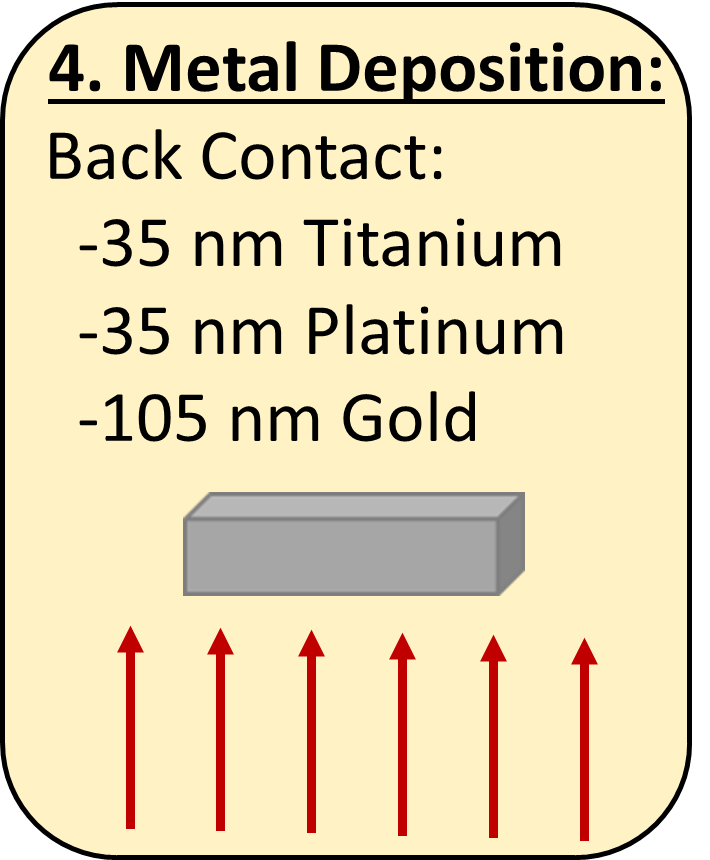 4. Metal Deposition:
Back Contact:
-35 nm Titanium
-35 nm Platinum
-105 nm Gold